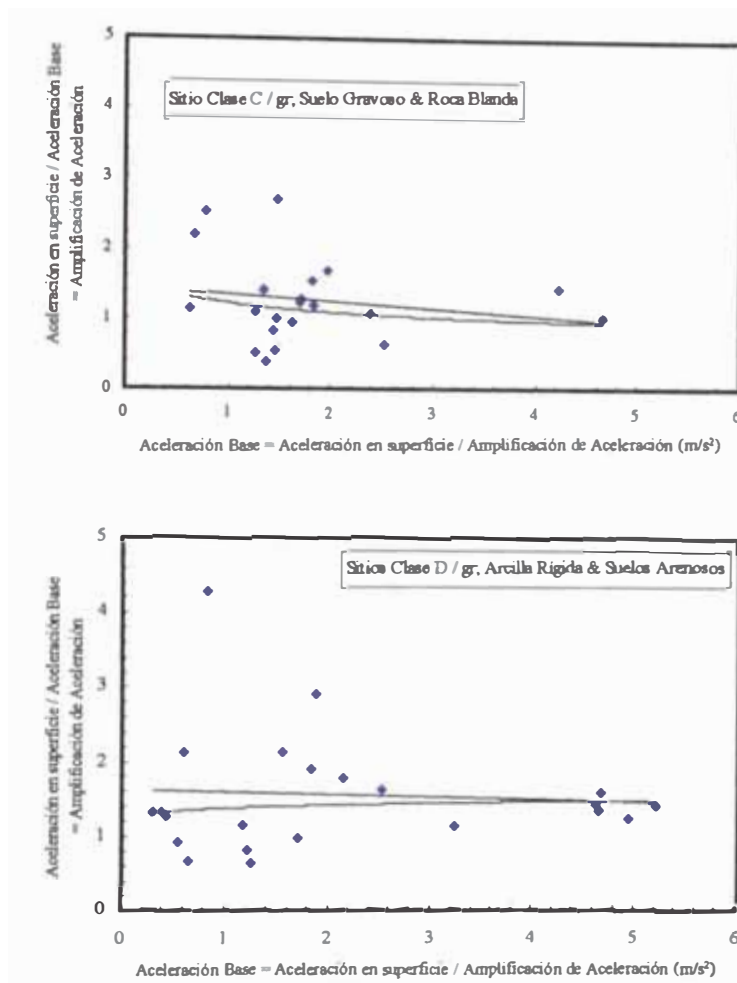 Aceleración en superficie / Aceleración Base
= Amplificación de Aceleración
5
4
3
2
1
0
Sitio Clase C / gr, Suelo Gravoso & Roca Blanda
0 1 2 3 4 5 6
Aceleración Base = Aceleración en superficie / Amplificación de Aceleración (m/s²)
Aceleración en superficie / Aceleración Base
= Amplificación de Aceleración
5
4
3
2
1
0
Sitios Clase D / gr, Arcilla Rígida & Suelos Arenosos
0 1 2 3 4 5 6
Aceleración Base = Aceleración en superficie / Amplificación de Aceleración (m/s²)